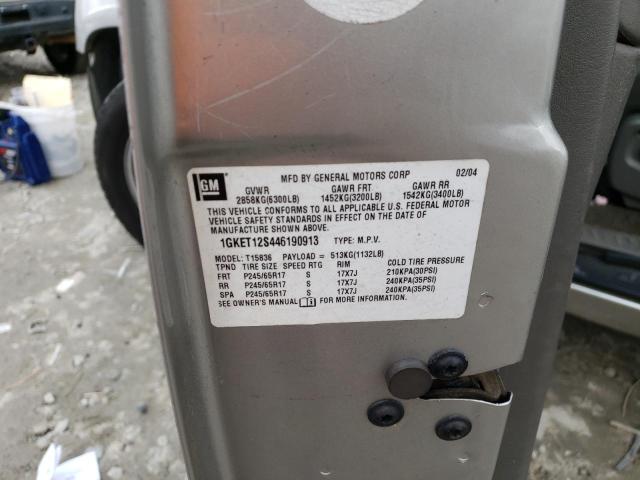 GM
MFD BY GENERAL MOTORS CORP 02/04
GVWR GAWR FRT GAWR RR
2858KG(6300LB) 1452KG(3200LB) 1542KG(3400LB)
THIS VEHICLE CONFORMS TO ALL APPLICABLE U.S. FEDERAL MOTOR
VEHICLE SAFETY STANDARDS IN EFFECT ON THE DATE OF
MANUFACTURE SHOWN ABOVE.
1GKET12S446190913 TYPE: M.P.V.
MODEL: T15836 PAYLOAD = 513KG(1132LB)
TPND TIRE SIZE SPEED RTG RIM COLD TIRE PRESSURE
FRT P245/65R17 S 17X7J 210KPA(30PSI)
RR P245/65R17 S 17X7J 240KPA(35PSI)
SPA P245/65R17 S 17X7J 240KPA(35PSI)
SEE OWNER'S MANUAL FOR MORE INFORMATION.